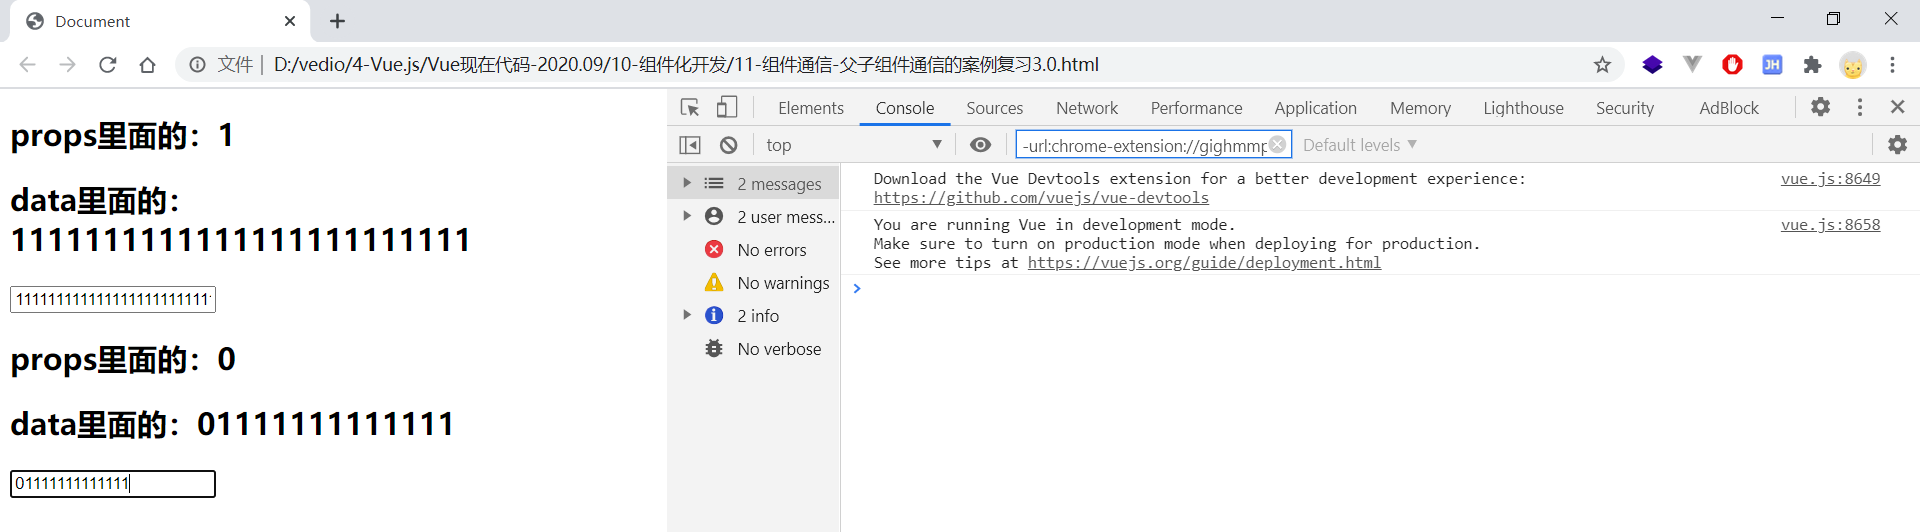 Document
文件 | D:/vedio/4-Vue.js/Vue现在代码-2020.09/10-组件化开发/11-组件通信-父子组件通信的案例复习3.0.html
JH
props里面的：1
data里面的：
1111111111111111111111111
1111111111111111111111111
props里面的：0
data里面的：01111111111111
01111111111111
Elements Console Sources Network Performance Application Memory Lighthouse Security AdBlock
top -url:chrome-extension://gighmmp Default levels
2 messages
2 user mess...
No errors
No warnings
2 info
No verbose
Download the Vue Devtools extension for a better development experience: vue.js:8649
https://github.com/vuejs/vue-devtools
You are running Vue in development mode. vue.js:8658
Make sure to turn on production mode when deploying for production.
See more tips at https://vuejs.org/guide/deployment.html